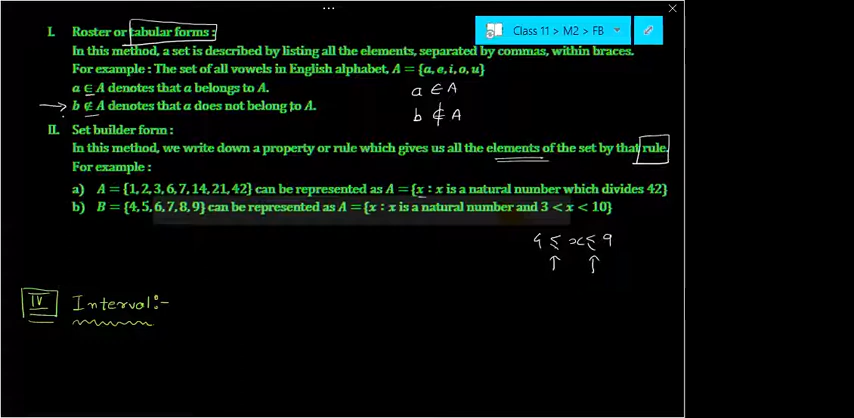 Class 11 > M2 > FB
I. Roster or tabular forms :
In this method, a set is described by listing all the elements, separated by commas, within braces.
For example : The set of all vowels in English alphabet, A = {a, e, i, o, u}
a ∈ A denotes that a belongs to A.
a ∈ A
b ∉ A denotes that a does not belong to A.
b ∉ A
II. Set builder form :
In this method, we write down a property or rule which gives us all the elements of the set by that rule.
For example :
a) A = {1, 2, 3, 6, 7, 14, 21, 42} can be represented as A = {x : x is a natural number which divides 42}
b) B = {4, 5, 6, 7, 8, 9} can be represented as A = {x : x is a natural number and 3 < x < 10}
4 ≤ x ≤ 9
IV Interval:-